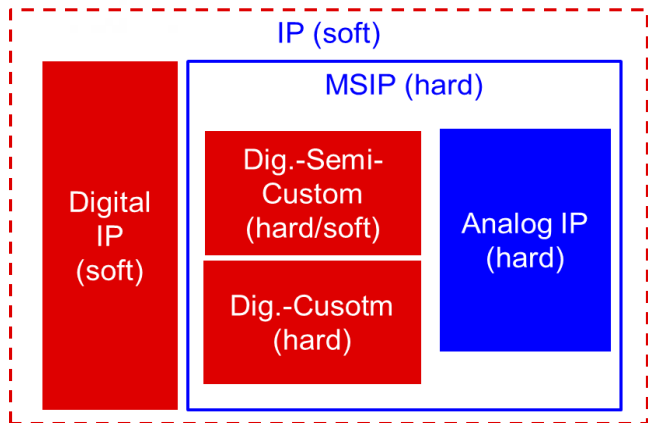 IP (soft)
MSIP (hard)
Digital
IP
(soft)
Dig.-Semi-
Custom
(hard/soft)
Dig.-Cusotm
(hard)
Analog IP
(hard)